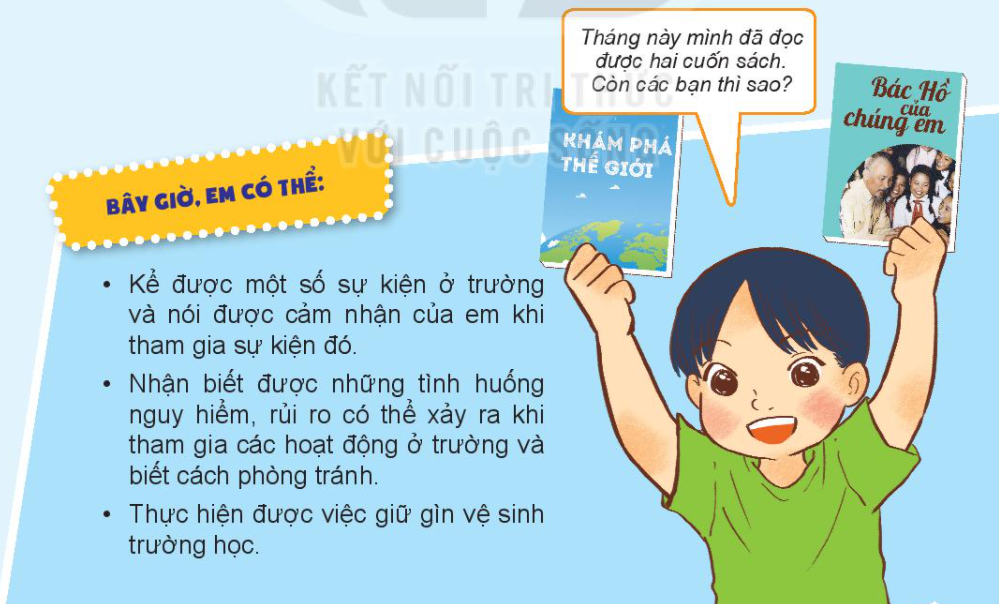 KẾT NỐI TRI THỨC
VỚI CUỘC SỐNG
Tháng này mình đã đọc
được hai cuốn sách.
Còn các bạn thì sao?
KHÁM PHÁ
THẾ GIỚI
Bác Hồ
của
chúng em
BÂY GIỜ, EM CÓ THỂ:
• Kể được một số sự kiện ở trường
và nói được cảm nhận của em khi
tham gia sự kiện đó.
• Nhận biết được những tình huống
nguy hiểm, rủi ro có thể xảy ra khi
tham gia các hoạt động ở trường và
biết cách phòng tránh.
• Thực hiện được việc giữ gìn vệ sinh
trường học.